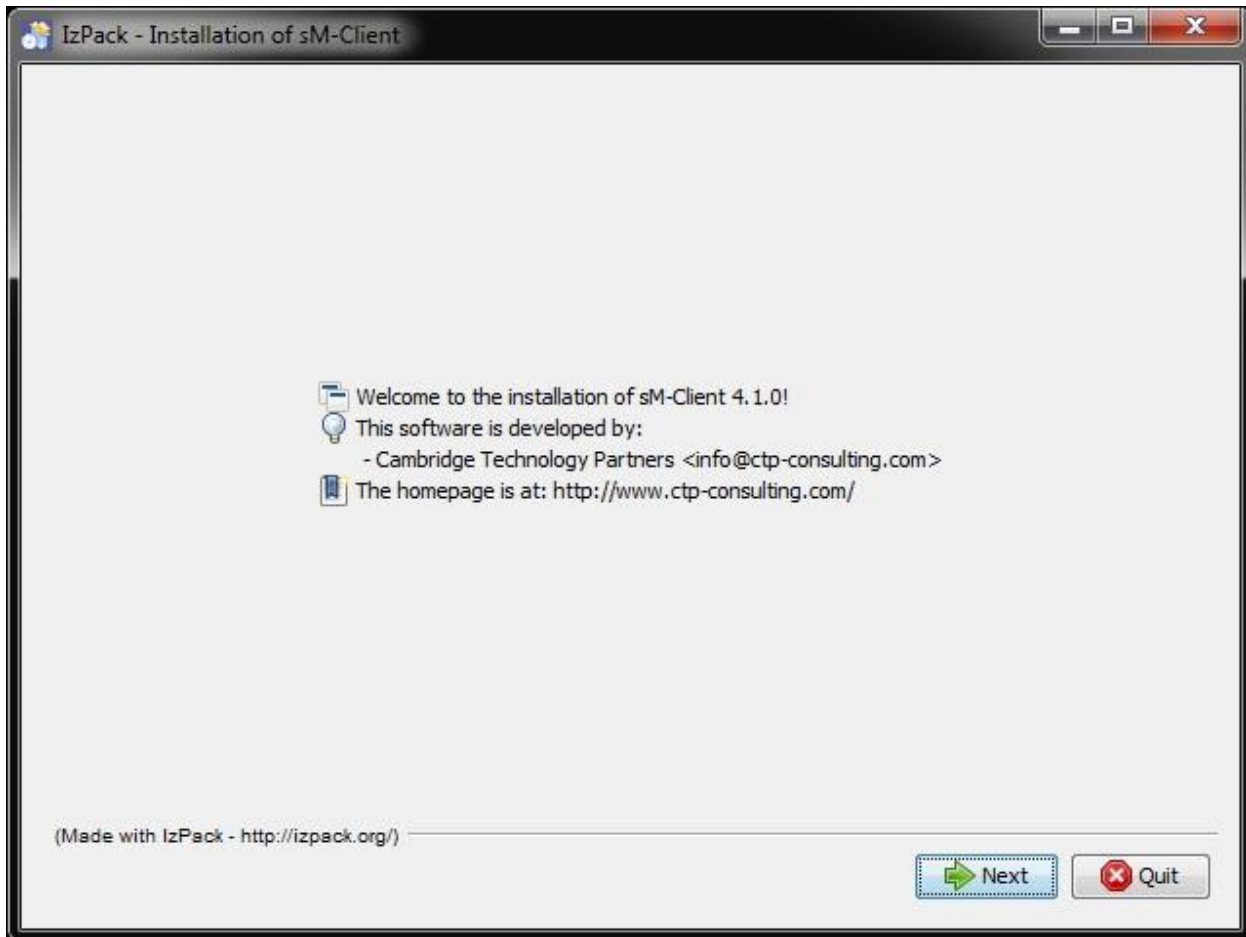 IzPack - Installation of sM-Client
Welcome to the installation of sM-Client 4.1.0!
This software is developed by:
- Cambridge Technology Partners <info@ctp-consulting.com>
The homepage is at: http://www.ctp-consulting.com/
(Made with IzPack - http://izpack.org/)
Next
Quit